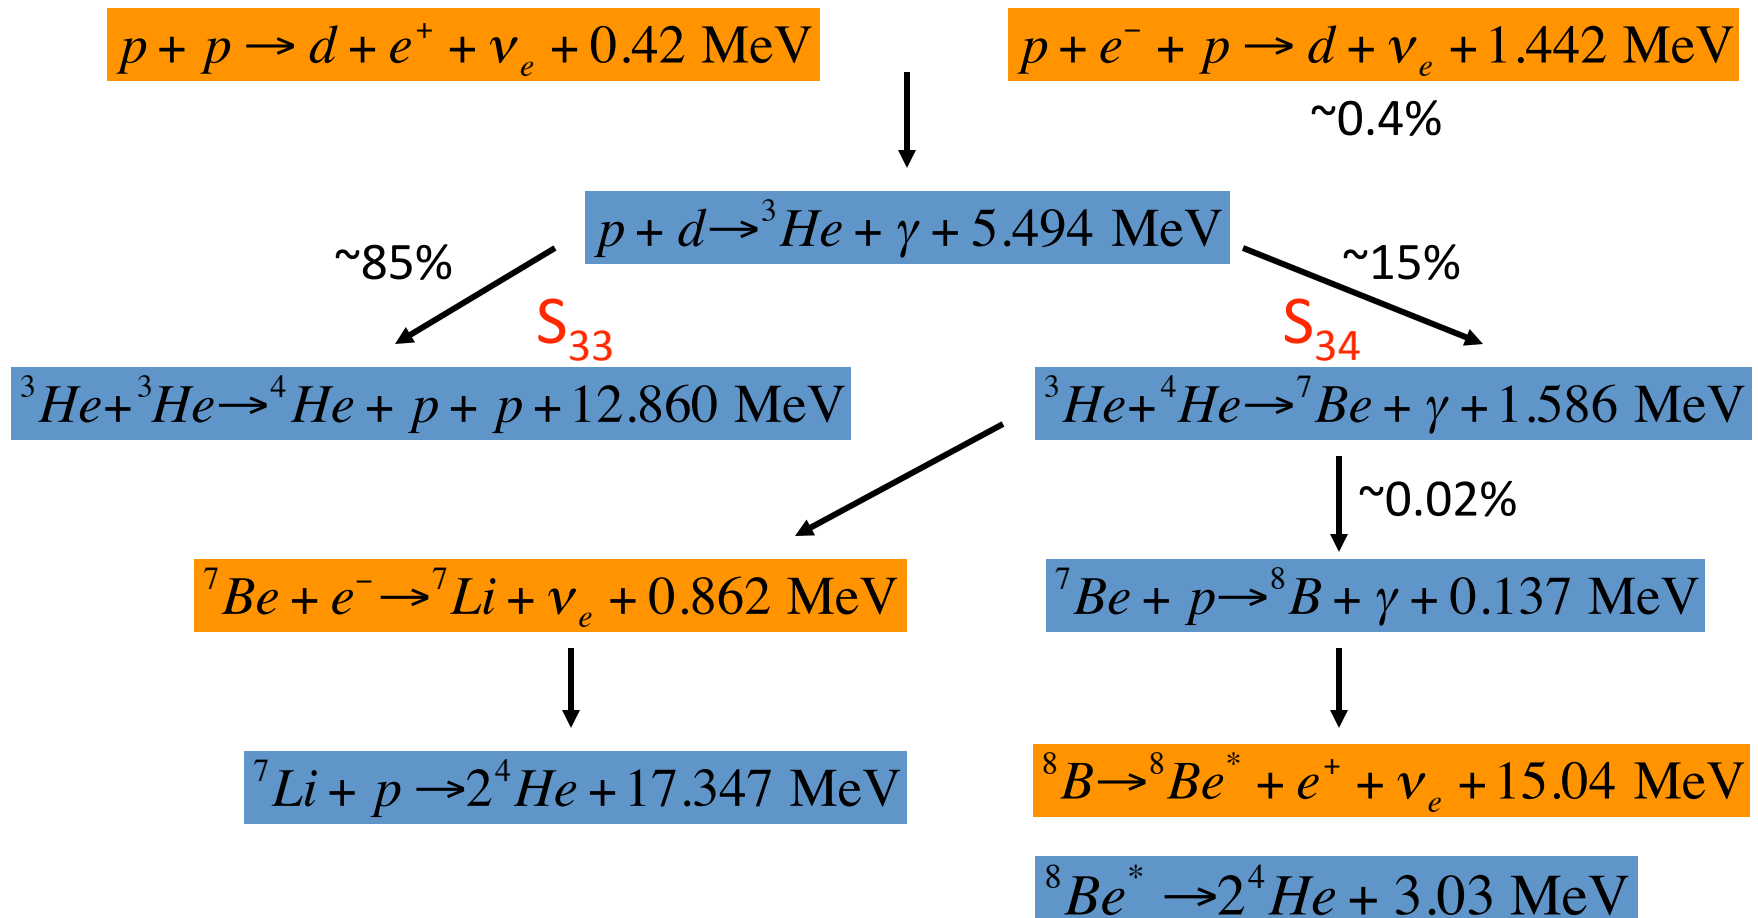 p + p → d + e⁺ + νₑ + 0.42 MeV
p + e⁻ + p → d + νₑ + 1.442 MeV
~0.4%
p + d → ³He + γ + 5.494 MeV
~85%
~15%
S₃₃
S₃₄
³He+³He→⁴He + p + p + 12.860 MeV
³He+⁴He→⁷Be + γ + 1.586 MeV
~0.02%
⁷Be + e⁻ → ⁷Li + νₑ + 0.862 MeV
⁷Be + p→⁸B + γ + 0.137 MeV
⁷Li + p →2⁴He + 17.347 MeV
⁸B→⁸Be* + e⁺ + νₑ + 15.04 MeV
⁸Be* →2⁴He + 3.03 MeV